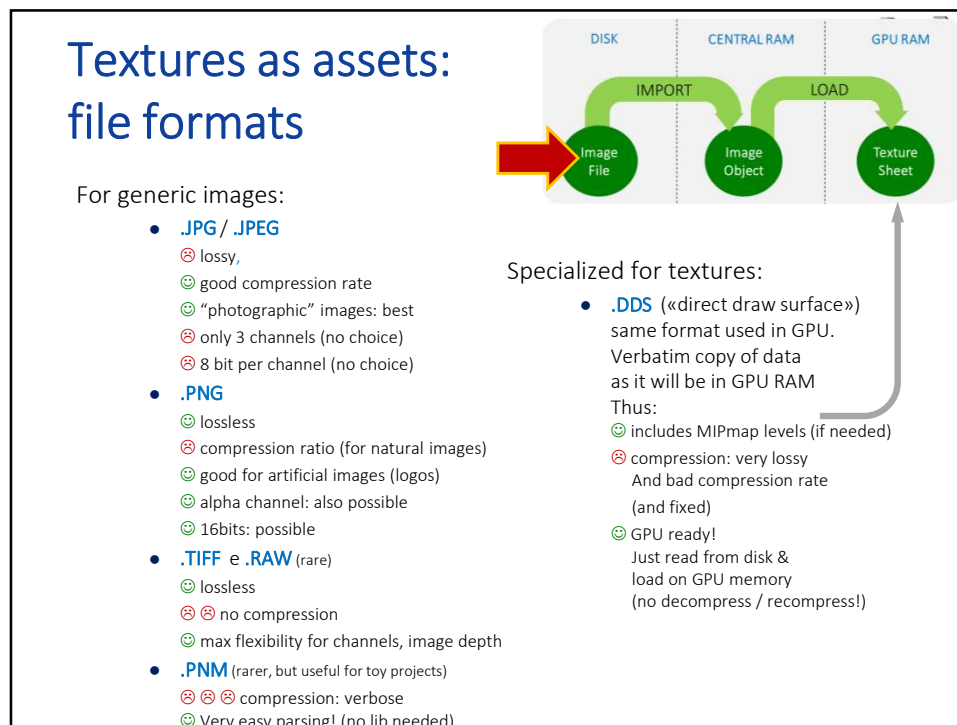 Textures as assets:
file formats
DISK
CENTRAL RAM
GPU RAM
IMPORT
LOAD
Image
File
Image
Object
Texture
Sheet
For generic images:
● .JPG / .JPEG
☹ lossy,
☺ good compression rate
☺ “photographic” images: best
☹ only 3 channels (no choice)
☹ 8 bit per channel (no choice)
● .PNG
☺ lossless
☹ compression ratio (for natural images)
☺ good for artificial images (logos)
☺ alpha channel: also possible
☺ 16bits: possible
● .TIFF e .RAW (rare)
☺ lossless
☹ ☹ no compression
☺ max flexibility for channels, image depth
● .PNM (rarer, but useful for toy projects)
☹ ☹ ☹ compression: verbose
☺ Very easy parsing! (no lib needed)
Specialized for textures:
● .DDS («direct draw surface»)
same format used in GPU.
Verbatim copy of data
as it will be in GPU RAM
Thus:
☺ includes MIPmap levels (if needed)
☹ compression: very lossy
And bad compression rate
(and fixed)
☺ GPU ready!
Just read from disk &
load on GPU memory
(no decompress / recompress!)